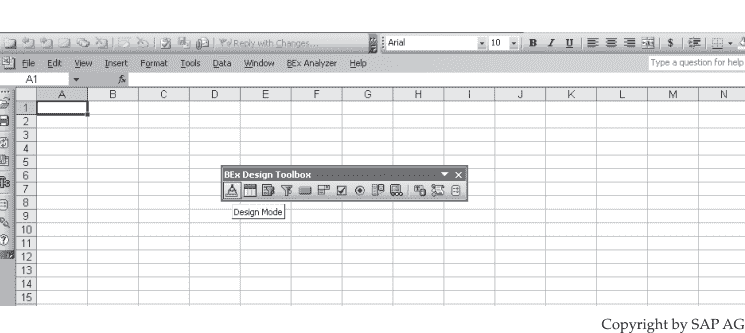 Reply with Changes... Arial 10 B I U $
File Edit View Insert Format Tools Data Window BEx Analyzer Help Type a question for help
A1 fx
A B C D E F G H I J K L M N
1
2
3
4
5
6
7
8
9
10
11
12
13
14
15
BEx Design Toolbox
Design Mode
Copyright by SAP AG